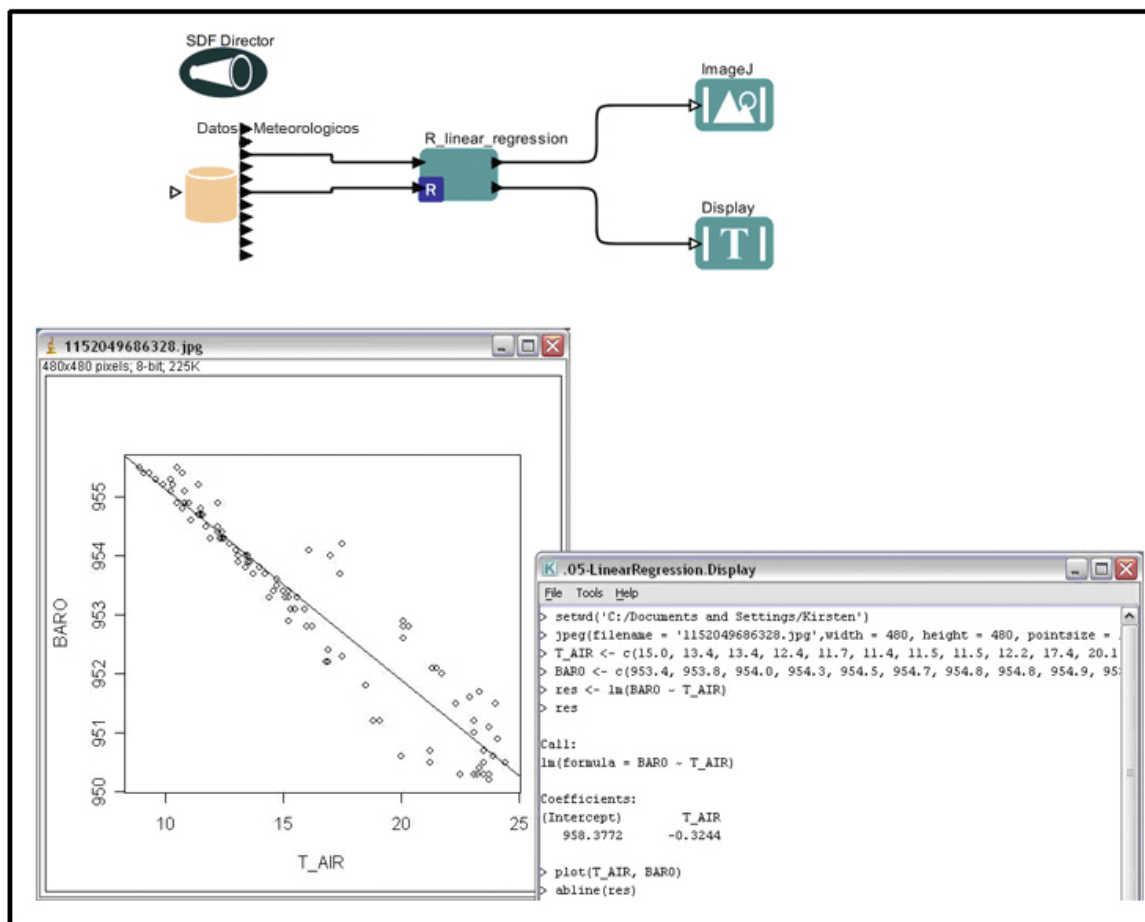 SDF Director
ImageJ
Datos Meteorologicos
R_linear_regression
R
Display
T
1152049686328.jpg
480x480 pixels; 8-bit; 225K
955
954
953
952
951
950
BARO
10 15 20 25
T_AIR
K .05-LinearRegression.Display
File Tools Help
> setwd('C:/Documents and Settings/Kirsten')
> jpeg(filename = '1152049686328.jpg',width = 480, height = 480, pointsize =
> T_AIR <- c(15.0, 13.4, 13.4, 12.4, 11.7, 11.4, 11.5, 11.5, 12.2, 17.4, 20.1
> BARO <- c(953.4, 953.8, 954.0, 954.3, 954.5, 954.7, 954.8, 954.8, 954.9,
> res <- lm(BARO ~ T_AIR)
> res
Call:
lm(formula = BARO ~ T_AIR)
Coefficients:
(Intercept) T_AIR
958.3772 -0.3244
> plot(T_AIR, BARO)
> abline(res)